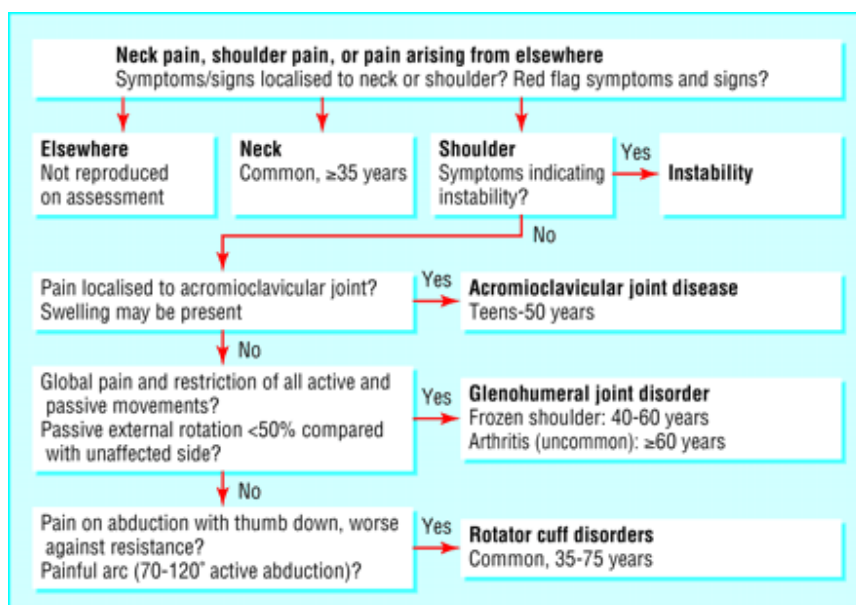 Neck pain, shoulder pain, or pain arising from elsewhere
Symptoms/signs localised to neck or shoulder? Red flag symptoms and signs?
Elsewhere
Not reproduced
on assessment
Neck
Common, ≥35 years
Shoulder
Symptoms indicating
instability?
Yes
Instability
No
Pain localised to acromioclavicular joint?
Swelling may be present
Yes
Acromioclavicular joint disease
Teens-50 years
No
Global pain and restriction of all active and
passive movements?
Passive external rotation <50% compared
with unaffected side?
Yes
Glenohumeral joint disorder
Frozen shoulder: 40-60 years
Arthritis (uncommon): ≥60 years
No
Pain on abduction with thumb down, worse
against resistance?
Painful arc (70-120° active abduction)?
Yes
Rotator cuff disorders
Common, 35-75 years